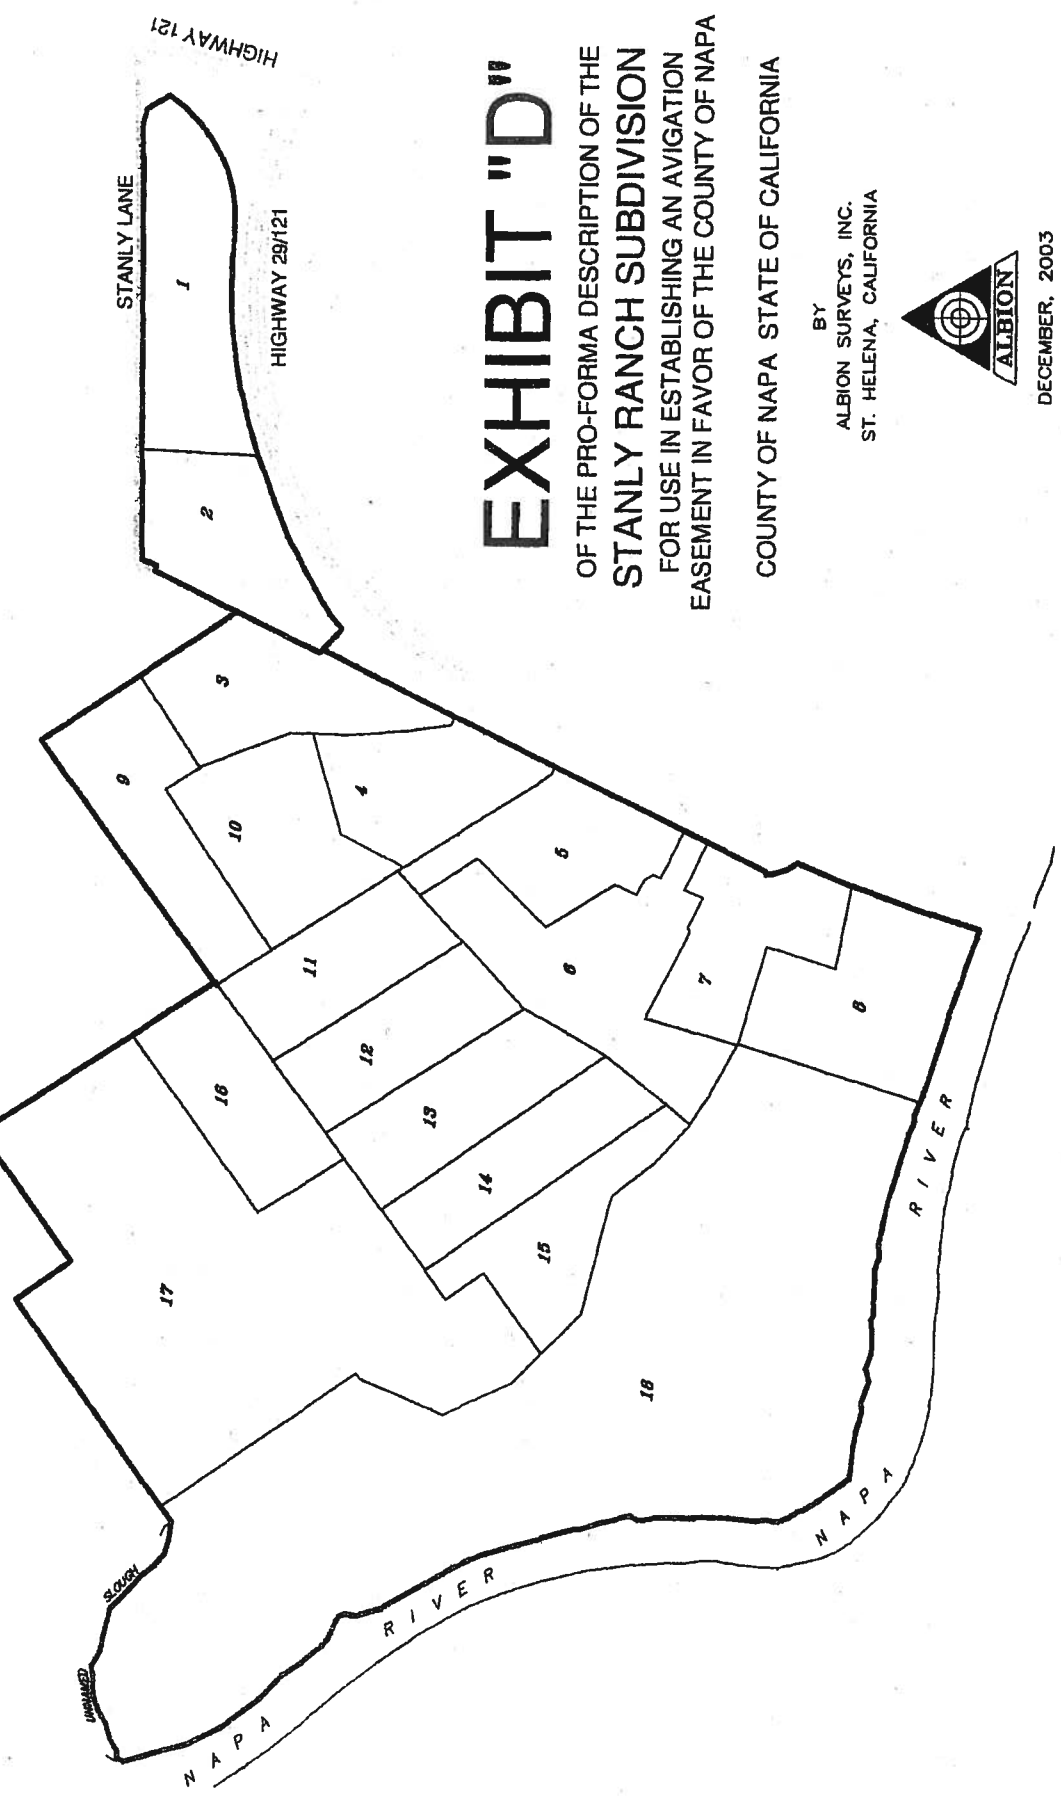 HIGHWAY 121
STANLY LANE
HIGHWAY 29/121
1
2
3
4
5
6
7
8
9
10
11
12
13
14
15
16
17
18
UNNAMED
SLOUGH
NAPA
RIVER
NAPA
RIVER
EXHIBIT "D"
OF THE PRO-FORMA DESCRIPTION OF THE
STANLY RANCH SUBDIVISION
FOR USE IN ESTABLISHING AN AVIGATION
EASEMENT IN FAVOR OF THE COUNTY OF NAPA
COUNTY OF NAPA STATE OF CALIFORNIA
BY
ALBION SURVEYS, INC.
ST. HELENA, CALIFORNIA
ALBION
DECEMBER, 2003